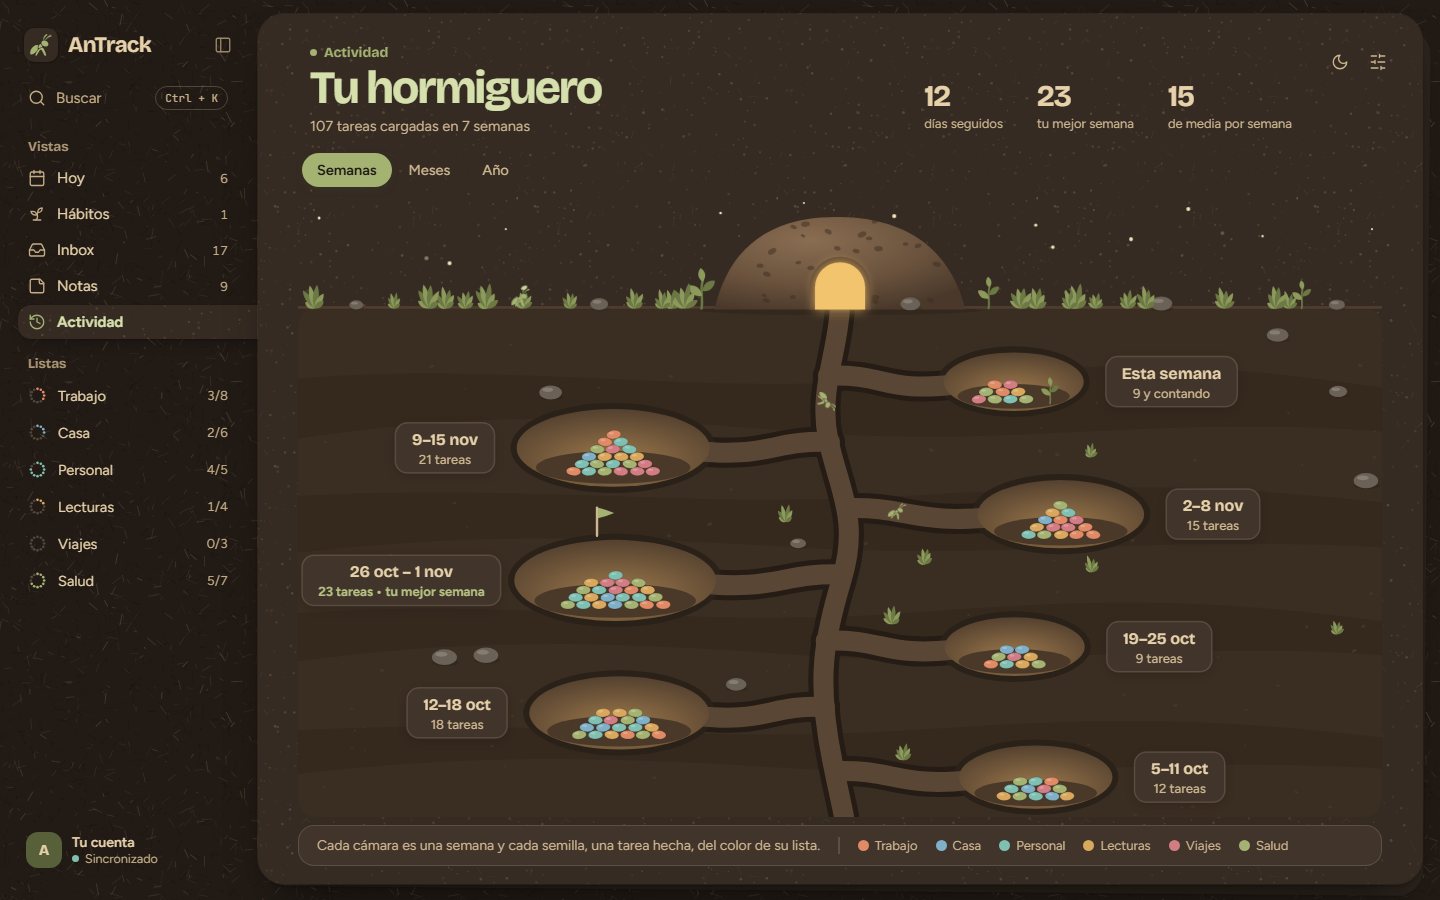 AnTrack
Buscar
Ctrl + K
Vistas
Hoy 6
Hábitos 1
Inbox 17
Notas 9
Actividad
Listas
Trabajo 3/8
Casa 2/6
Personal 4/5
Lecturas 1/4
Viajes 0/3
Salud 5/7
A
Tu cuenta
Sincronizado
Actividad
Tu hormiguero
107 tareas cargadas en 7 semanas
12
días seguidos
23
tu mejor semana
15
de media por semana
Semanas
Meses
Año
Esta semana
9 y contando
9–15 nov
21 tareas
2–8 nov
15 tareas
26 oct – 1 nov
23 tareas • tu mejor semana
19–25 oct
9 tareas
12–18 oct
18 tareas
5–11 oct
12 tareas
Cada cámara es una semana y cada semilla, una tarea hecha, del color de su lista.
Trabajo
Casa
Personal
Lecturas
Viajes
Salud